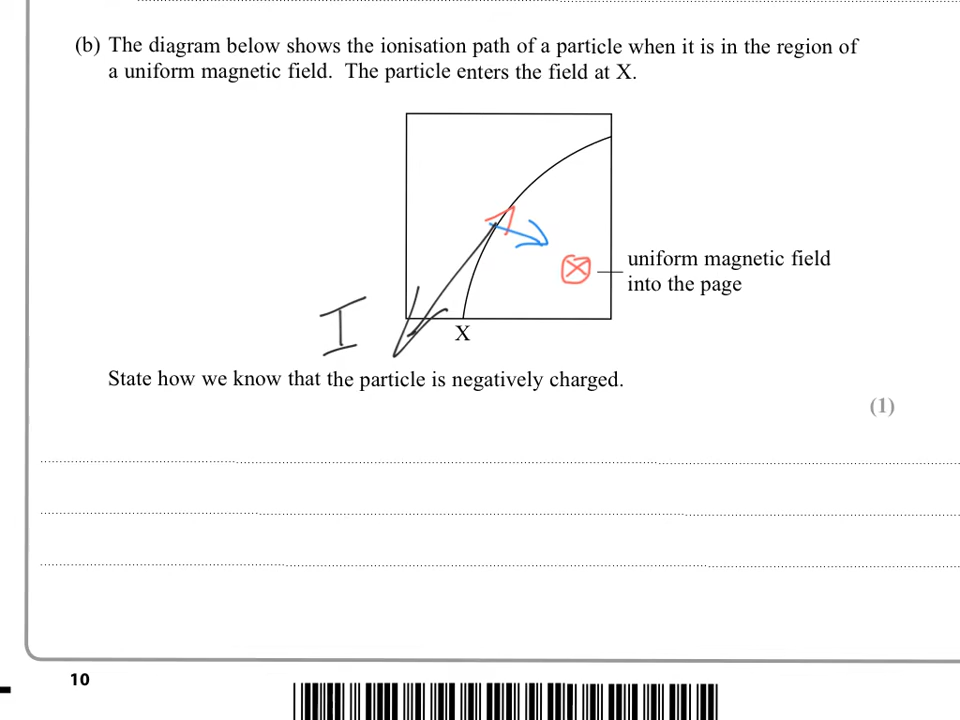 (b) The diagram below shows the ionisation path of a particle when it is in the region of
a uniform magnetic field. The particle enters the field at X.
uniform magnetic field
into the page
I
X
State how we know that the particle is negatively charged.
(1)
10